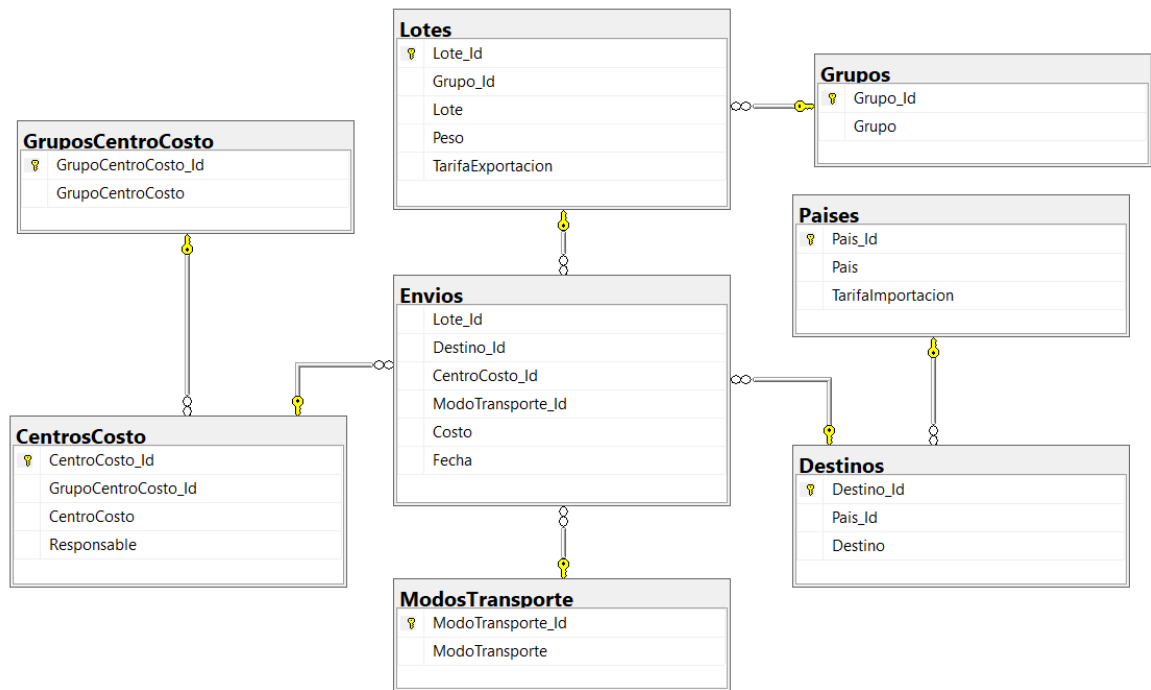 Lotes
Lote_Id
Grupo_Id
Lote
Peso
TarifaExportacion
Grupos
Grupo_Id
Grupo
GruposCentroCosto
GrupoCentroCosto_Id
GrupoCentroCosto
Paises
Pais_Id
Pais
TarifaImportacion
Envios
Lote_Id
Destino_Id
CentroCosto_Id
ModoTransporte_Id
Costo
Fecha
CentrosCosto
CentroCosto_Id
GrupoCentroCosto_Id
CentroCosto
Responsable
Destinos
Destino_Id
Pais_Id
Destino
ModosTransporte
ModoTransporte_Id
ModoTransporte